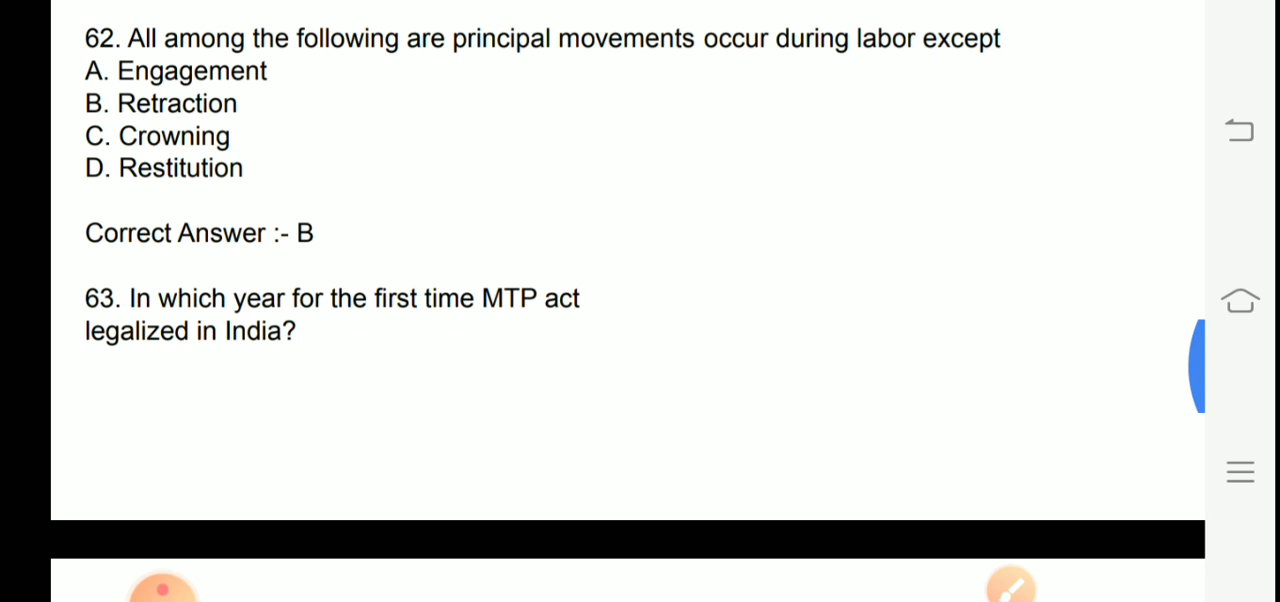 62. All among the following are principal movements occur during labor except
A. Engagement
B. Retraction
C. Crowning
D. Restitution
Correct Answer :- B
63. In which year for the first time MTP act
legalized in India?